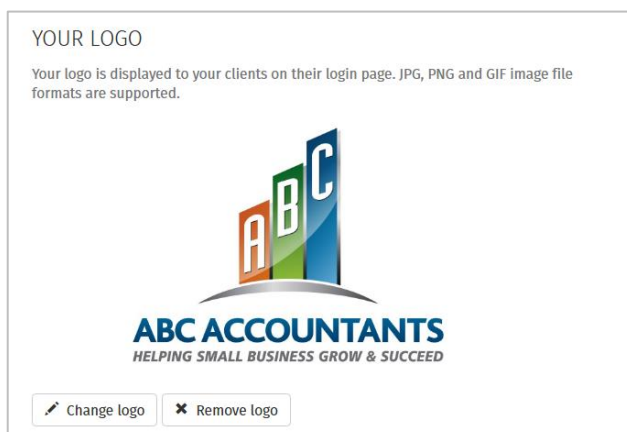 YOUR LOGO
Your logo is displayed to your clients on their login page. JPG, PNG and GIF image file
formats are supported.
ABC
ABC ACCOUNTANTS
HELPING SMALL BUSINESS GROW & SUCCEED
Change logo Remove logo